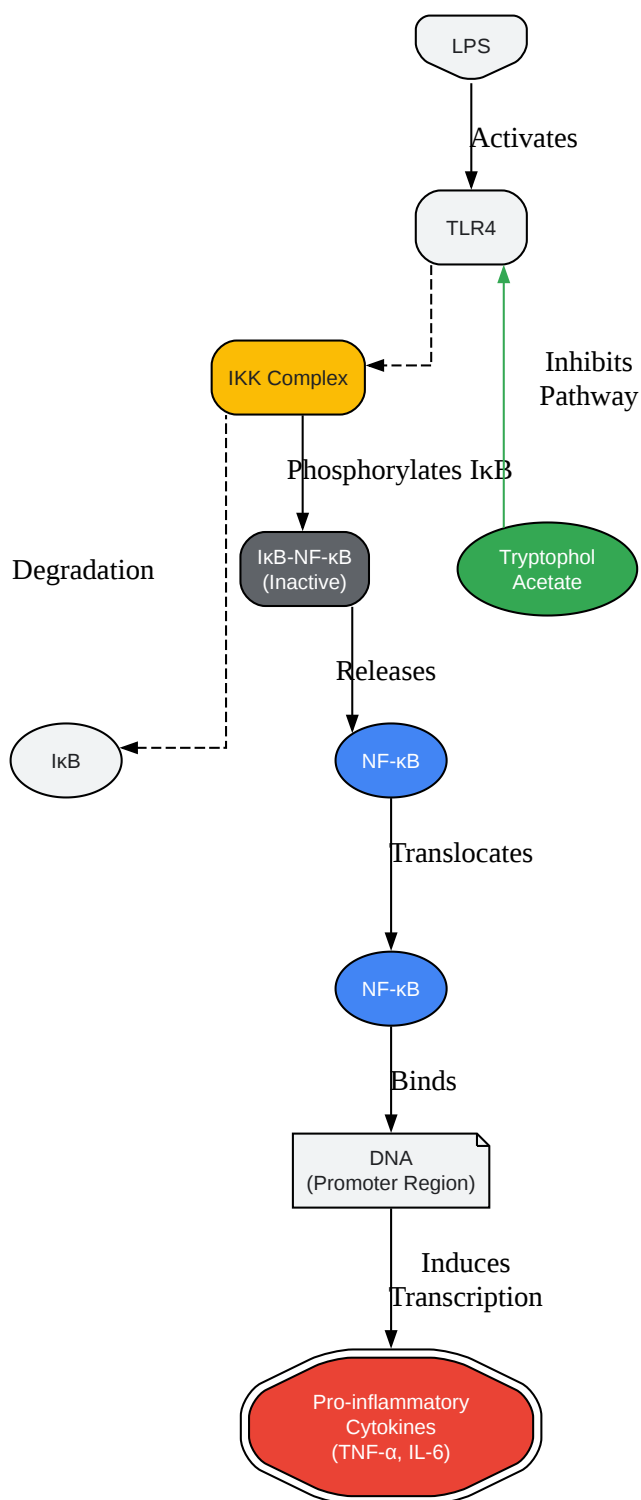 LPS
Activates
TLR4
Inhibits
Pathway
IKK Complex
Phosphorylates IκB
IκB-NF-κB
(Inactive)
Tryptophol
Acetate
Degradation
Releases
IκB
NF-κB
Translocates
NF-κB
Binds
DNA
(Promoter Region)
Induces
Transcription
Pro-inflammatory
Cytokines
(TNF-α, IL-6)